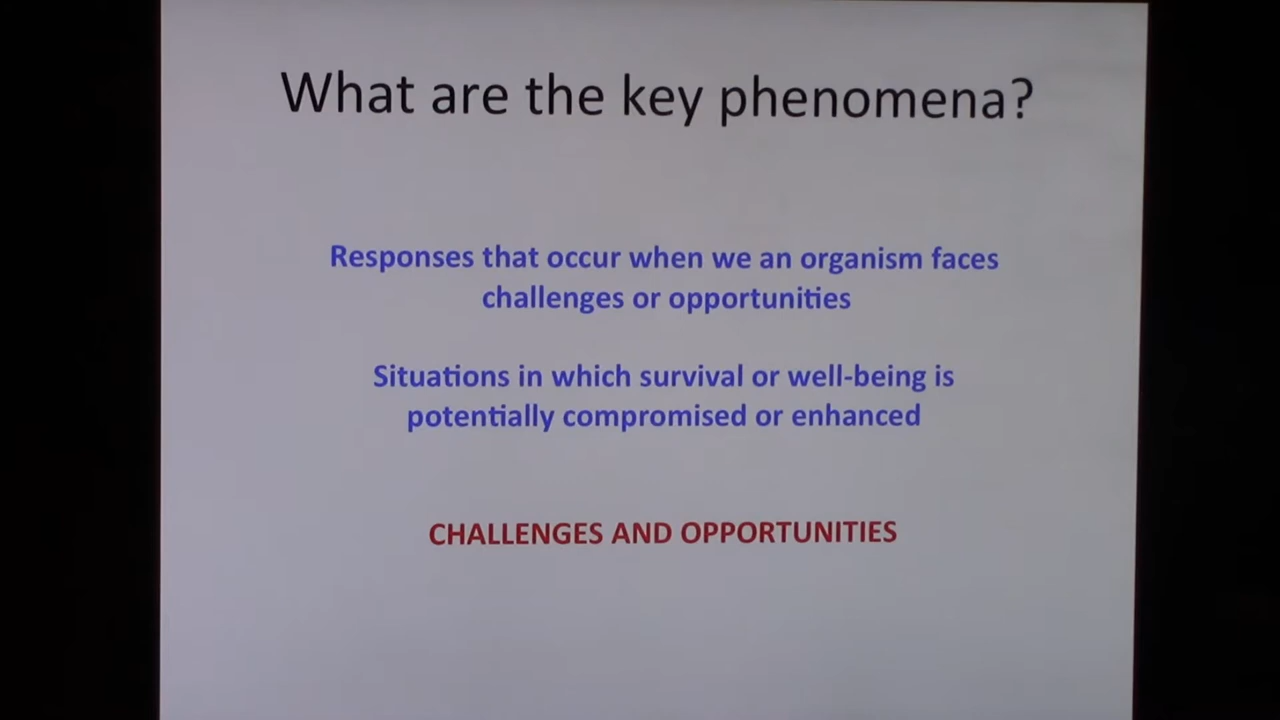 What are the key phenomena?
Responses that occur when we an organism faces
challenges or opportunities
Situations in which survival or well-being is
potentially compromised or enhanced
CHALLENGES AND OPPORTUNITIES